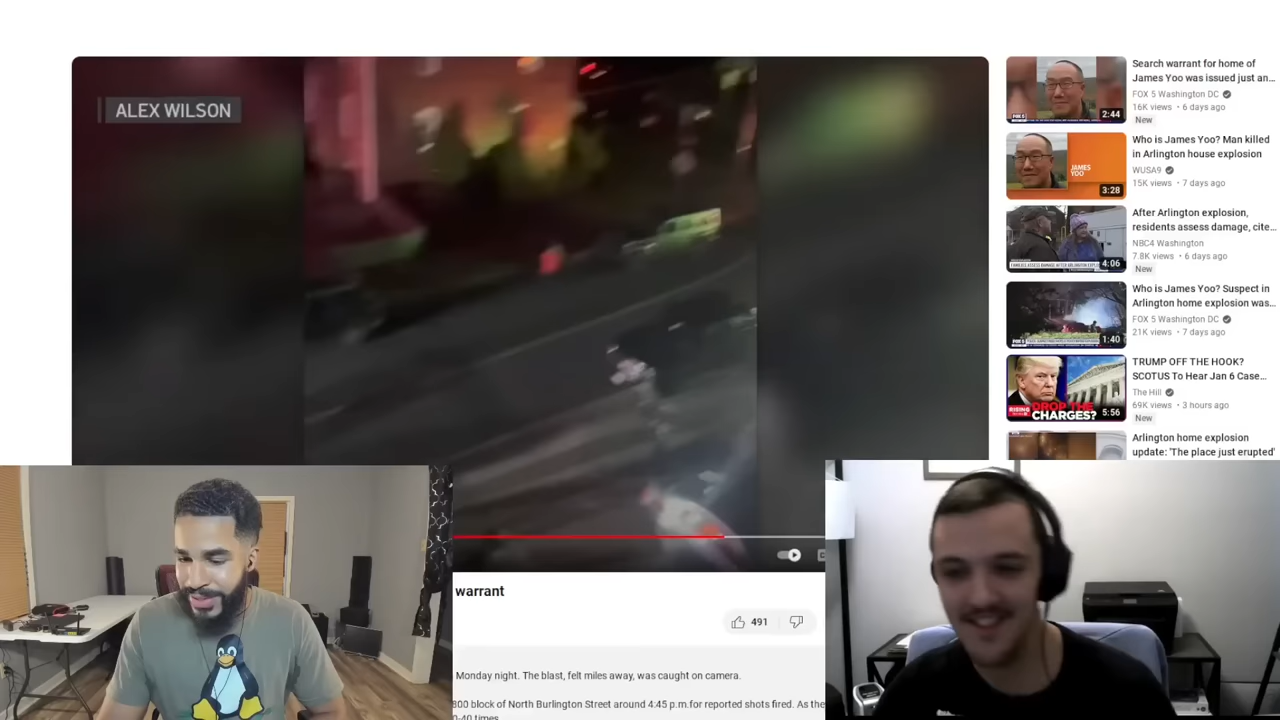 ALEX WILSON
warrant
491
Monday night. The blast, felt miles away, was caught on camera.
800 block of North Burlington Street around 4:45 p.m.for reported shots fired. As the
0-40 times.
Search warrant for home of
James Yoo was issued just an...
FOX 5 Washington DC
16K views • 6 days ago
New
2:44
Who is James Yoo? Man killed
in Arlington house explosion
WUSA9
15K views • 7 days ago
JAMES
YOO
3:28
After Arlington explosion,
residents assess damage, cite...
NBC4 Washington
7.8K views • 6 days ago
New
4:06
Who is James Yoo? Suspect in
Arlington home explosion was...
FOX 5 Washington DC
21K views • 7 days ago
1:40
TRUMP OFF THE HOOK?
SCOTUS To Hear Jan 6 Case...
The Hill
69K views • 3 hours ago
New
RISING
DROP THE
CHARGES?
5:56
Arlington home explosion
update: 'The place just erupted'